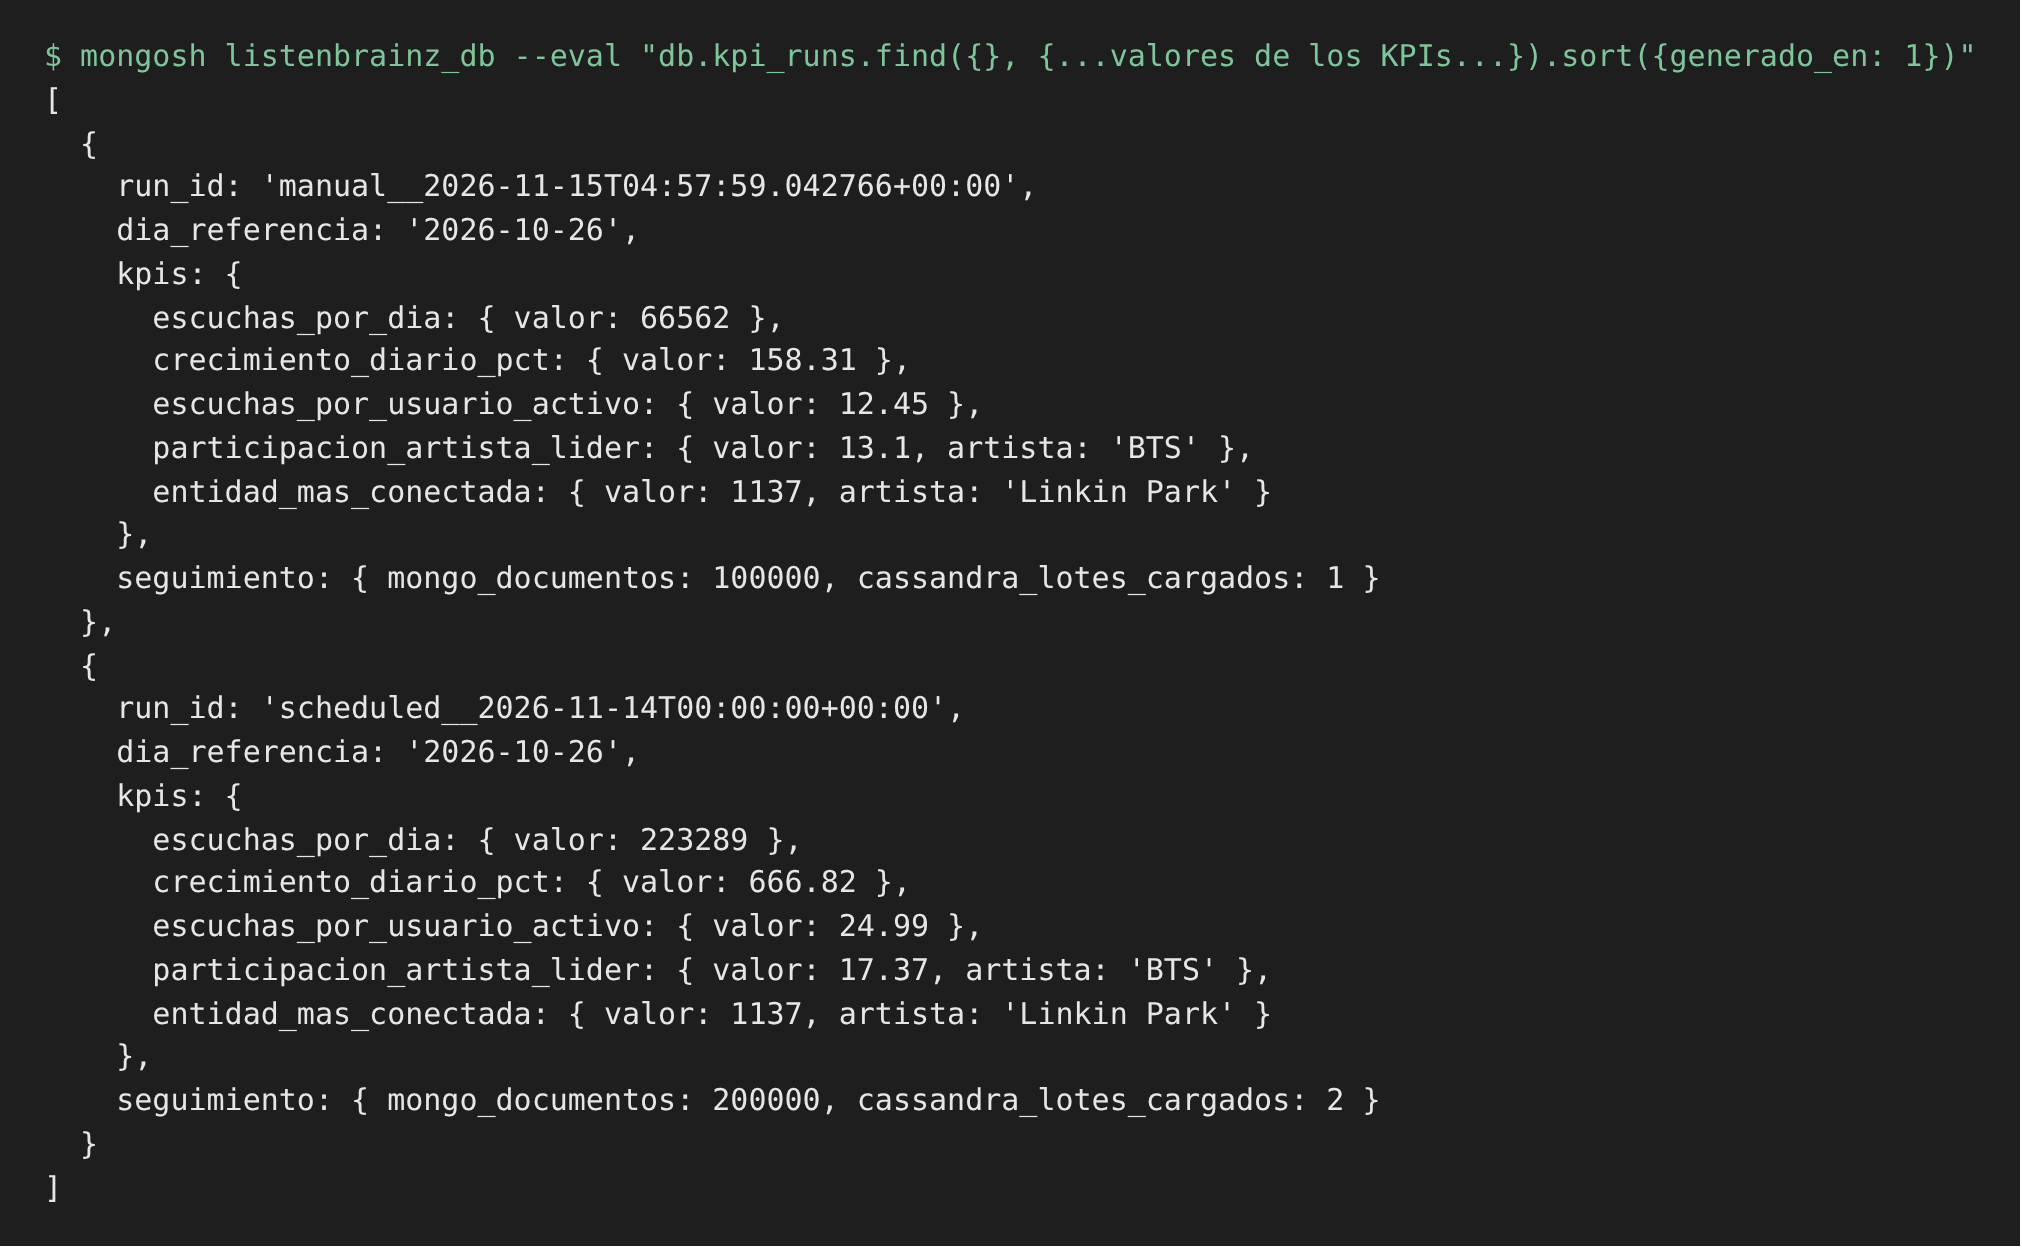 $ mongosh listenbrainz_db --eval "db.kpi_runs.find({}, {...valores de los KPIs...}).sort({generado_en: 1})"
[
  {
    run_id: 'manual__2026-11-15T04:57:59.042766+00:00',
    dia_referencia: '2026-10-26',
    kpis: {
      escuchas_por_dia: { valor: 66562 },
      crecimiento_diario_pct: { valor: 158.31 },
      escuchas_por_usuario_activo: { valor: 12.45 },
      participacion_artista_lider: { valor: 13.1, artista: 'BTS' },
      entidad_mas_conectada: { valor: 1137, artista: 'Linkin Park' }
    },
    seguimiento: { mongo_documentos: 100000, cassandra_lotes_cargados: 1 }
  },
  {
    run_id: 'scheduled__2026-11-14T00:00:00+00:00',
    dia_referencia: '2026-10-26',
    kpis: {
      escuchas_por_dia: { valor: 223289 },
      crecimiento_diario_pct: { valor: 666.82 },
      escuchas_por_usuario_activo: { valor: 24.99 },
      participacion_artista_lider: { valor: 17.37, artista: 'BTS' },
      entidad_mas_conectada: { valor: 1137, artista: 'Linkin Park' }
    },
    seguimiento: { mongo_documentos: 200000, cassandra_lotes_cargados: 2 }
  }
]